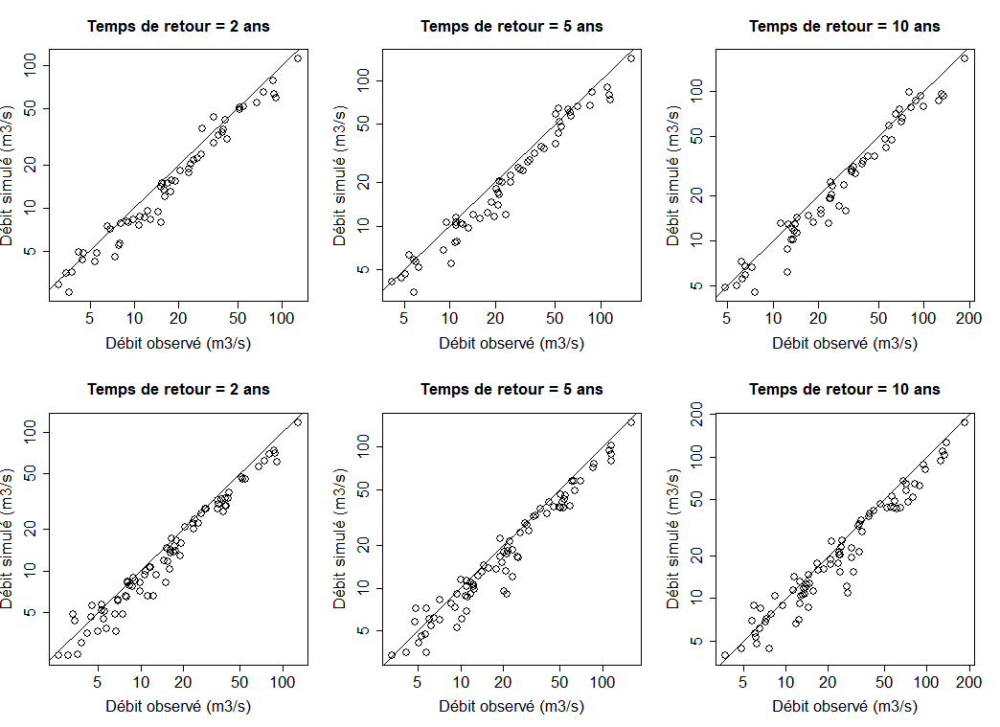 Temps de retour = 2 ans
Temps de retour = 5 ans
Temps de retour = 10 ans
Débit simulé (m3/s)
5 10 20 50 100
5 10 20 50 100
Débit observé (m3/s)
Débit simulé (m3/s)
5 10 20 50 100
5 10 20 50 100
Débit observé (m3/s)
Débit simulé (m3/s)
5 10 20 50 100
5 10 20 50 100 200
Débit observé (m3/s)
Temps de retour = 2 ans
Temps de retour = 5 ans
Temps de retour = 10 ans
Débit simulé (m3/s)
5 10 20 50 100
5 10 20 50 100
Débit observé (m3/s)
Débit simulé (m3/s)
5 10 20 50 100
5 10 20 50 100
Débit observé (m3/s)
Débit simulé (m3/s)
5 10 20 50 100 200
5 10 20 50 100 200
Débit observé (m3/s)